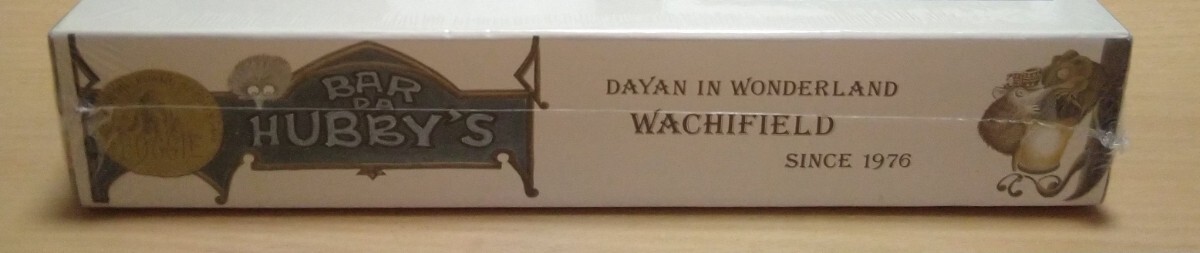 BAR
DA
HUBBY'S
DAYAN IN WONDERLAND
WACHIFIELD
SINCE 1976